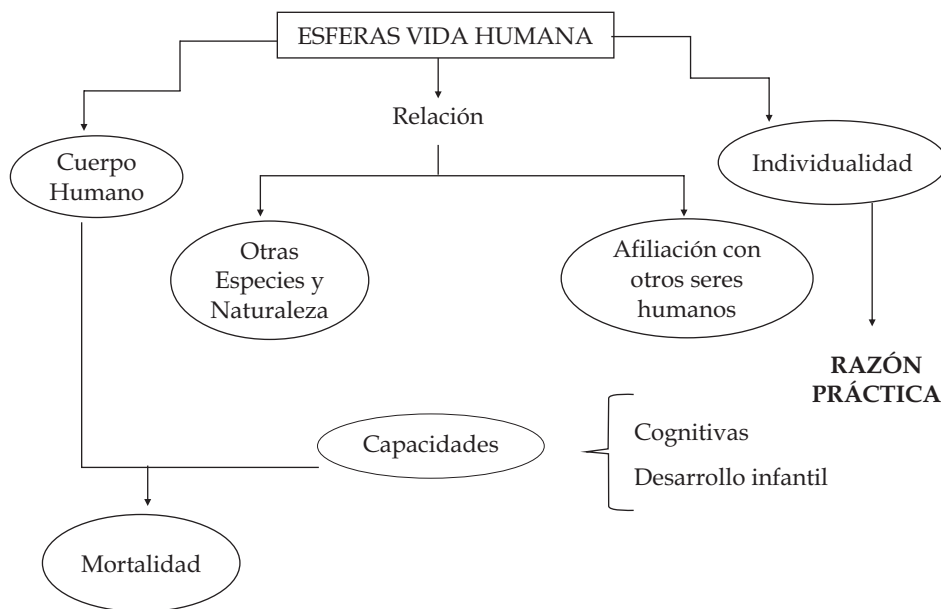 ESFERAS VIDA HUMANA
Relación
Cuerpo
Humano
Individualidad
Otras
Especies y
Naturaleza
Afiliación con
otros seres
humanos
RAZÓN
PRÁCTICA
Capacidades
Cognitivas
Desarrollo infantil
Mortalidad